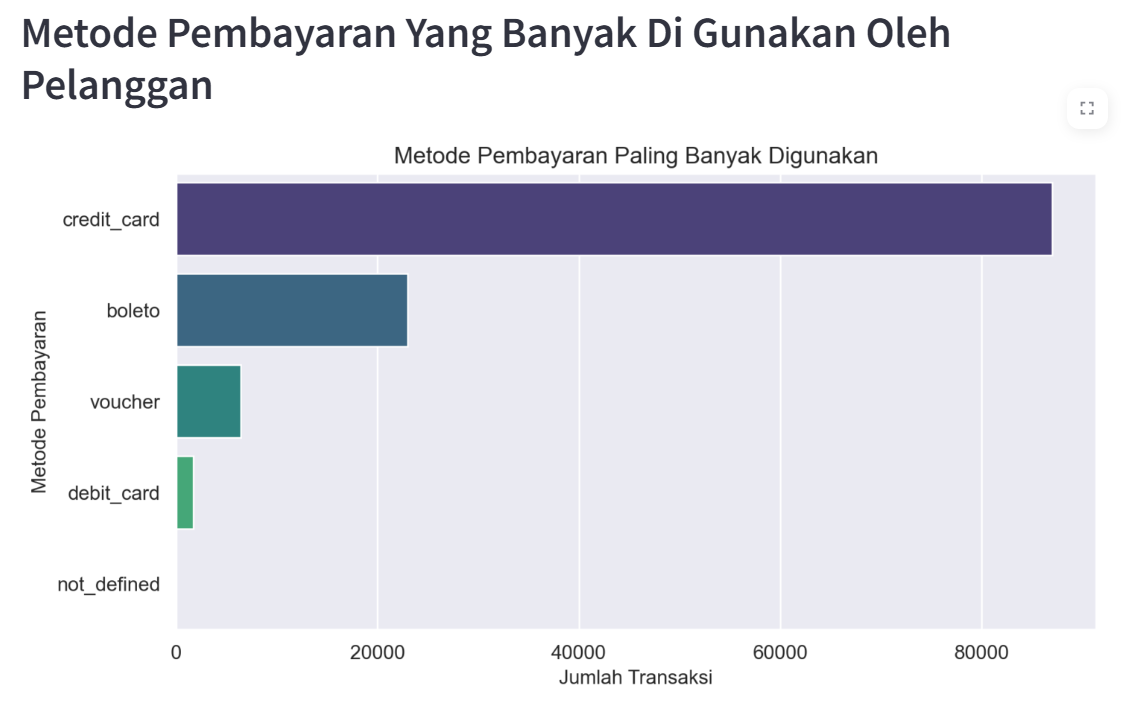 Metode Pembayaran Yang Banyak Di Gunakan Oleh
Pelanggan
Metode Pembayaran Paling Banyak Digunakan
credit_card
boleto
voucher
debit_card
not_defined
Metode Pembayaran
0 20000 40000 60000 80000
Jumlah Transaksi